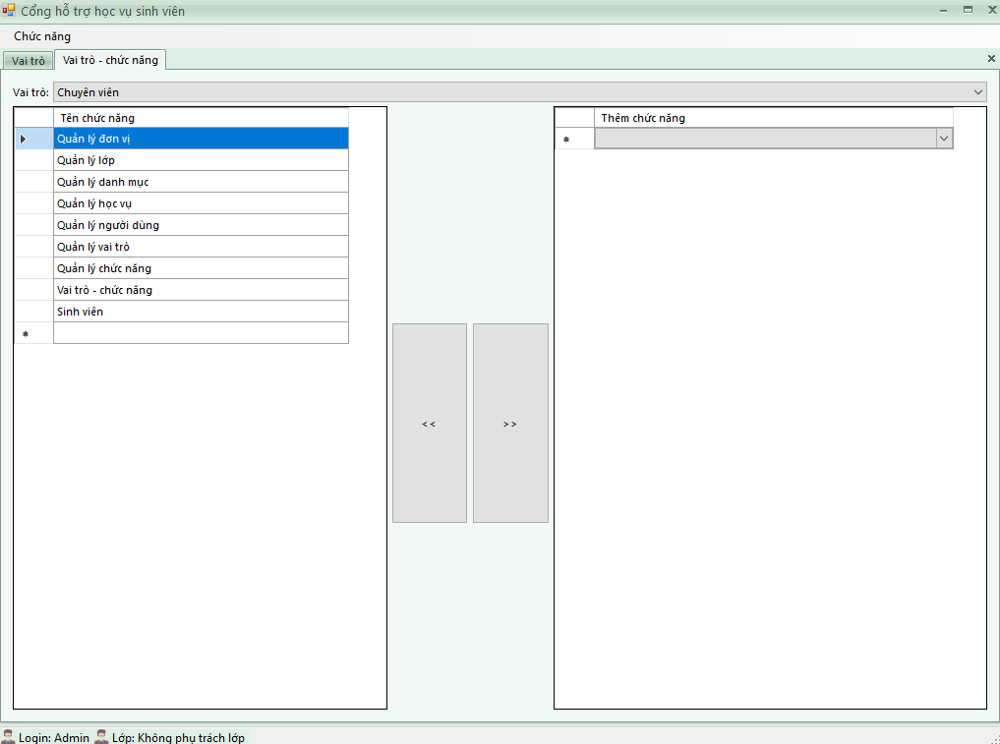 Cổng hỗ trợ học vụ sinh viên
Chức năng
Vai trò
Vai trò - chức năng
Vai trò: Chuyên viên
Tên chức năng
Quản lý đơn vị
Quản lý lớp
Quản lý danh mục
Quản lý học vụ
Quản lý người dùng
Quản lý vai trò
Quản lý chức năng
Vai trò - chức năng
Sinh viên
<<
>>
Thêm chức năng
Login: Admin Lớp: Không phụ trách lớp